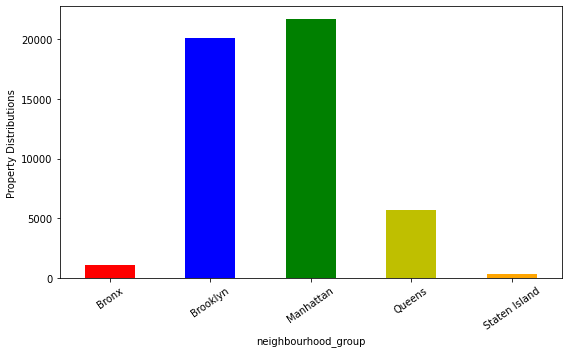 Property Distributions
20000
15000
10000
5000
0
Bronx
Brooklyn
Manhattan
Queens
Staten Island
neighbourhood_group